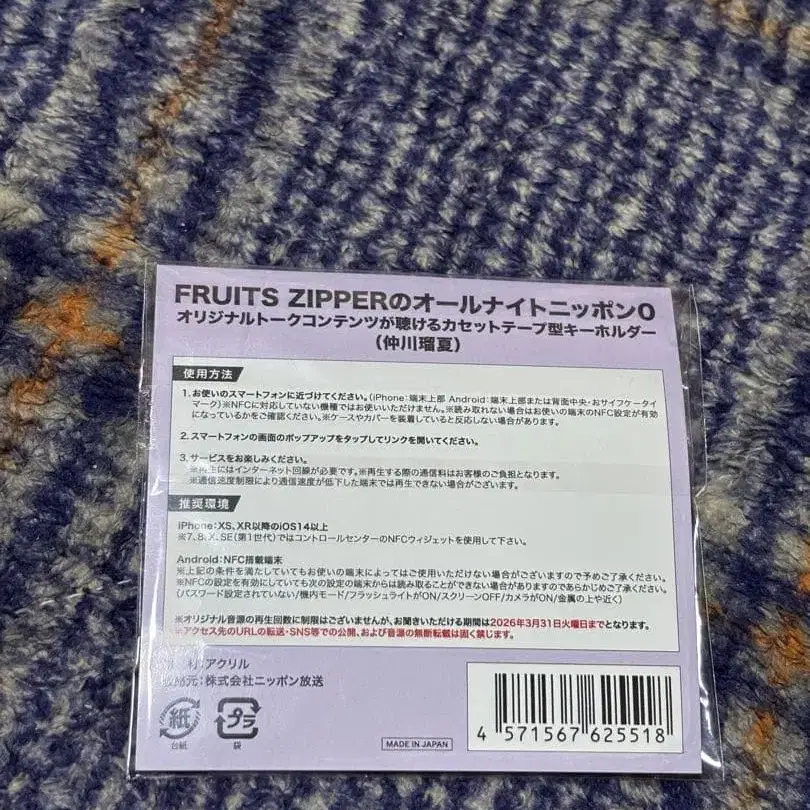 FRUITS ZIPPERのオールナイトニッポン0
オリジナルトークコンテンツが聴けるカセットテープ型キーホルダー
(仲川瑠夏)
使用方法
1.お使いのスマートフォンに近づけてください。(iPhone:端末上部 Android:端末上部または背面中央・おサイフケータイ
マーク)※NFCに対応していない機種ではお使いいただけません。※読み取れない場合はお使いの端末のNFC設定が有効
になっているかをご確認ください。※ケースやカバーを装着していると反応しない場合があります。
2.スマートフォンの画面のポップアップをタップしてリンクを開いてください。
3.サービスをお楽しみください。
※再生にはインターネット回線が必要です。※再生する際の通信料はお客様のご負担となります。
※通信速度制限により通信速度が低下した端末では再生できない場合がございます。
推奨環境
iPhone:XS、XR以降のiOS14以上
※7、8、X、SE(第1世代)ではコントロールセンターのNFCウィジェットを使用して下さい。
Android:NFC搭載端末
※上記の条件を満たしていてもお使いの端末によってはご使用いただけない場合がございますので予めご了承ください。
※NFCの設定を有効にしていても次の設定の端末からは読み取ることができない場合がありますのであらかじめご了承ください。
(パスワード設定されていない/機内モード/フラッシュライトがON/スクリーンOFF/カメラがON/金属の上や近く)
※オリジナル音源の再生回数に制限はございませんが、お聞きいただける期間は2026年3月31日火曜日までとなります。
※アクセス先のURLの転送・SNS等での公開、および音源の無断転載は固く禁じます。
材:アクリル
元:株式会社ニッポン放送
紙
台紙
プラ
袋
MADE IN JAPAN
4 571567 625518